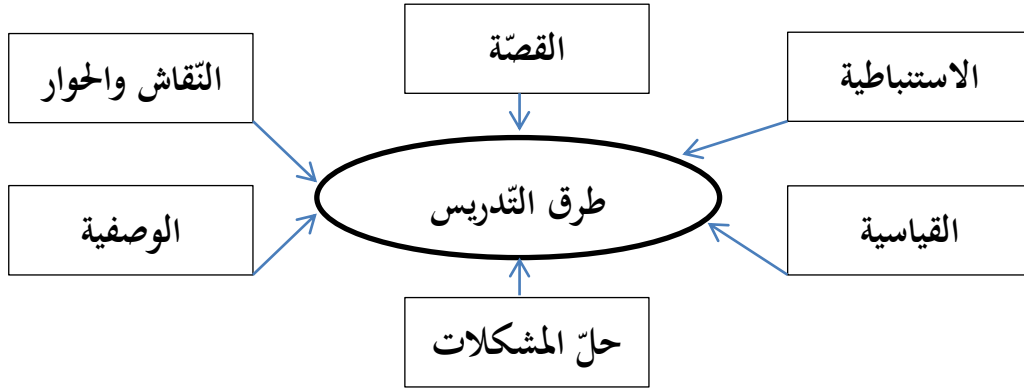 القصّة
الاستنباطية
النّقاش والحوار
طرق التّدريس
القياسية
الوصفية
حلّ المشكلات